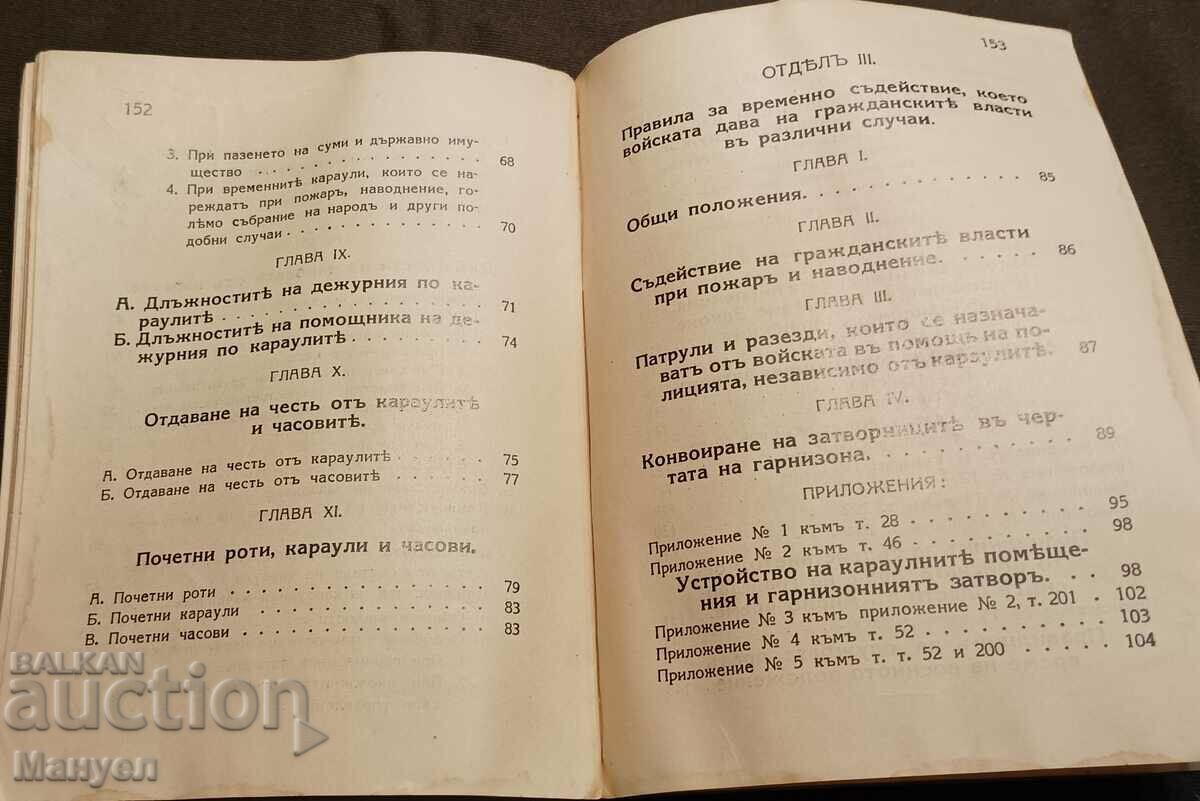 152
3. При пазенето на суми и държавно иму-
щество 68
4. При временнитѣ караули, които се на-
реждатъ при пожаръ, наводнение, го-
лѣмо събрание на народъ и други по-
добни случаи 70
ГЛАВА IX.
А. Длъжноститѣ на дежурния по ка-
раулитѣ 71
Б. Длъжноститѣ на помощника на де-
журния по караулитѣ 74
ГЛАВА X.
Отдаване на честь отъ караулитѣ
и часовитѣ.
А. Отдаване на честь отъ караулитѣ 75
Б. Отдаване на честь отъ часовитѣ 77
ГЛАВА XI.
Почетни роти, караули и часови.
А. Почетни роти 79
Б. Почетни караули 83
В. Почетни часови 83
153
ОТДѢЛЪ III.
Правила за временно съдействие, което
войската дава на гражданскитѣ власти
въ различни случаи.
ГЛАВА I.
Общи положения. 85
ГЛАВА II.
Съдействие на гражданскитѣ власти
при пожаръ и наводнение. 86
ГЛАВА III.
Патрули и разезди, които се назнача-
ватъ отъ войската въ помощь на по-
лицията, независимо отъ караулитѣ. 87
ГЛАВА IV.
Конвоиране на затворницитѣ въ чер-
тата на гарнизона. 89
ПРИЛОЖЕНИЯ:
Приложение № 1 къмъ т. 28 95
Приложение № 2 къмъ т. 46 98
Устройство на караулнитѣ помѣще-
ния и гарнизонниятъ затворъ. 98
Приложение № 3 къмъ приложение № 2, т. 201 102
Приложение № 4 къмъ т. 52 103
Приложение № 5 къмъ т. т. 52 и 200 104
BALKAN
auction
Мануел